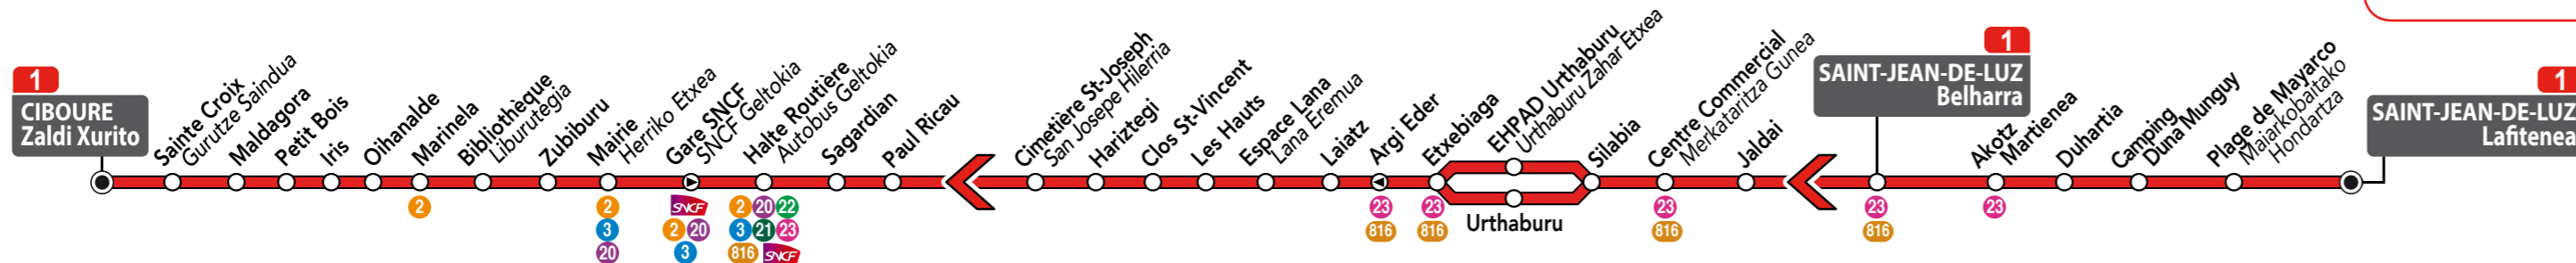 1
CIBOURE
Zaldi Xurito
Sainte Croix
Gurutze Saindua
Maldagora
Petit Bois
Iris
Oihanalde
Marinela
2
Bibliothèque
Liburutegia
Zubiburu
Mairie
Herriko Etxea
2
3
20
Gare SNCF
SNCF Geltokia
SNCF
2 20
3
Halte Routière
Autobus Geltokia
2 20 22
3 21 23
816 SNCF
Sagardian
Paul Ricau
Cimetière St-Joseph
San Josepe Hilerria
Hariztegi
Clos St-Vincent
Les Hauts
Espace Lana
Lana Eremua
Laiatz
Argi Eder
23
816
Etxebiaga
23
816
EHPAD Urthaburu
Urthaburu Zahar Etxea
Urthaburu
Silabia
Centre Commercial
Merkataritza Gunea
23
816
Jaldai
1
SAINT-JEAN-DE-LUZ
Belharra
23
816
Akotz
Martienea
23
Duhartia
Camping
Duna Munguy
Plage de Mayarco
Maiarkobaitako
Hondartza
1
SAINT-JEAN-DE-LUZ
Lafitenea